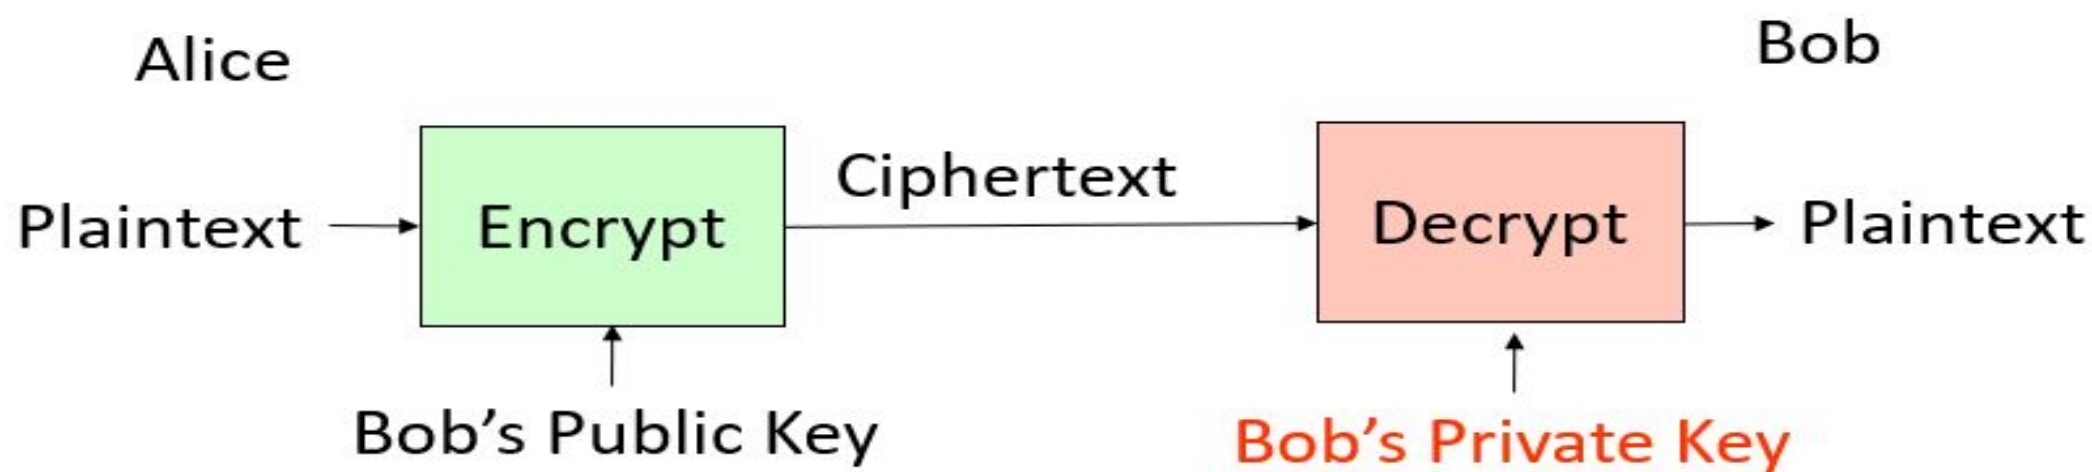 Alice
Bob
Plaintext
Encrypt
Ciphertext
Decrypt
Plaintext
Bob’s Public Key
Bob’s Private Key